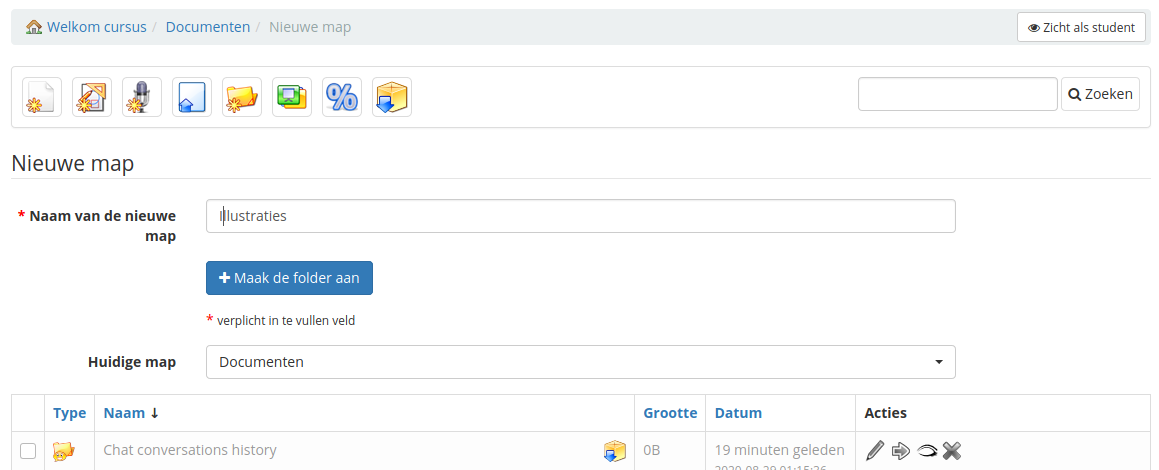 Welkom cursus / Documenten / Nieuwe map
Zicht als student
Zoeken
Nieuwe map
* Naam van de nieuwe map
Illustraties
Maak de folder aan
* verplicht in te vullen veld
Huidige map
Documenten
Type Naam ↓ Grootte Datum Acties
Chat conversations history 0B 19 minuten geleden